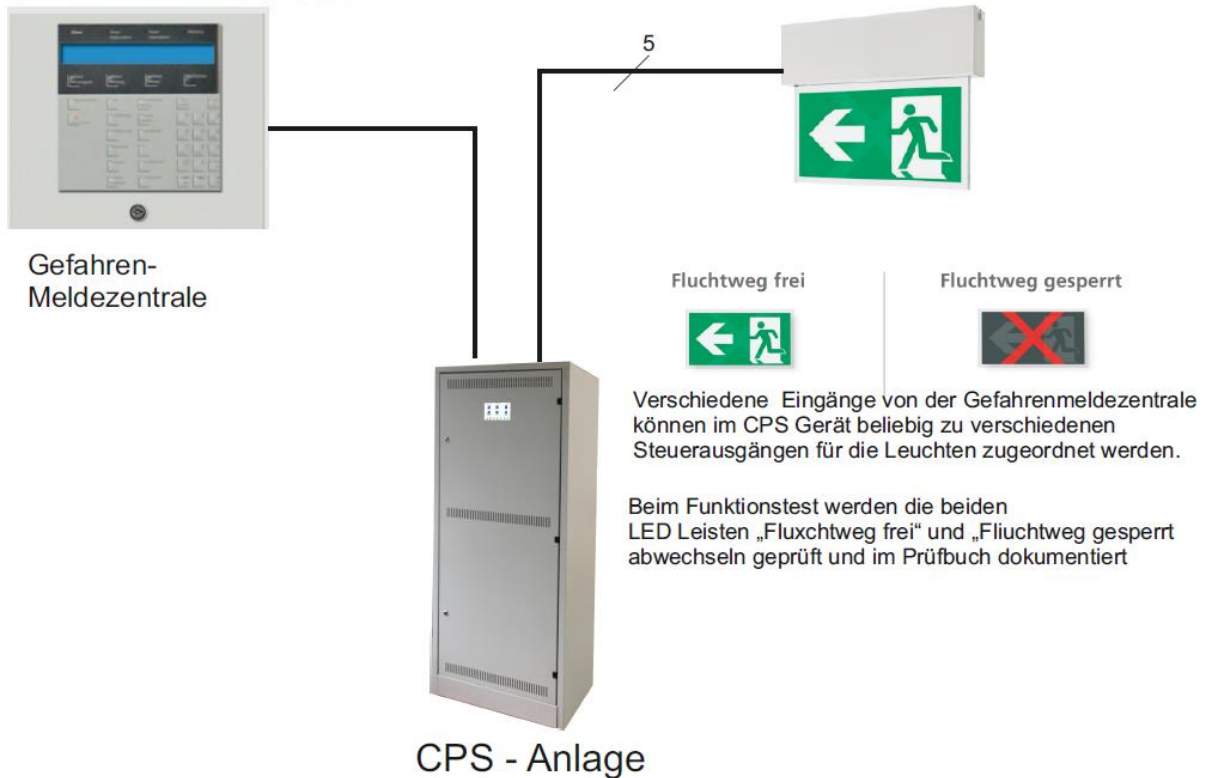 5
Gefahren-
Meldezentrale
Fluchtweg frei
Fluchtweg gesperrt
Verschiedene Eingänge von der Gefahrenmeldezentrale
können im CPS Gerät beliebig zu verschiedenen
Steuerausgängen für die Leuchten zugeordnet werden.
Beim Funktionstest werden die beiden
LED Leisten „Fluxchtweg frei“ und „Fliuchtweg gesperrt
abwechseln geprüft und im Prüfbuch dokumentiert
CPS - Anlage